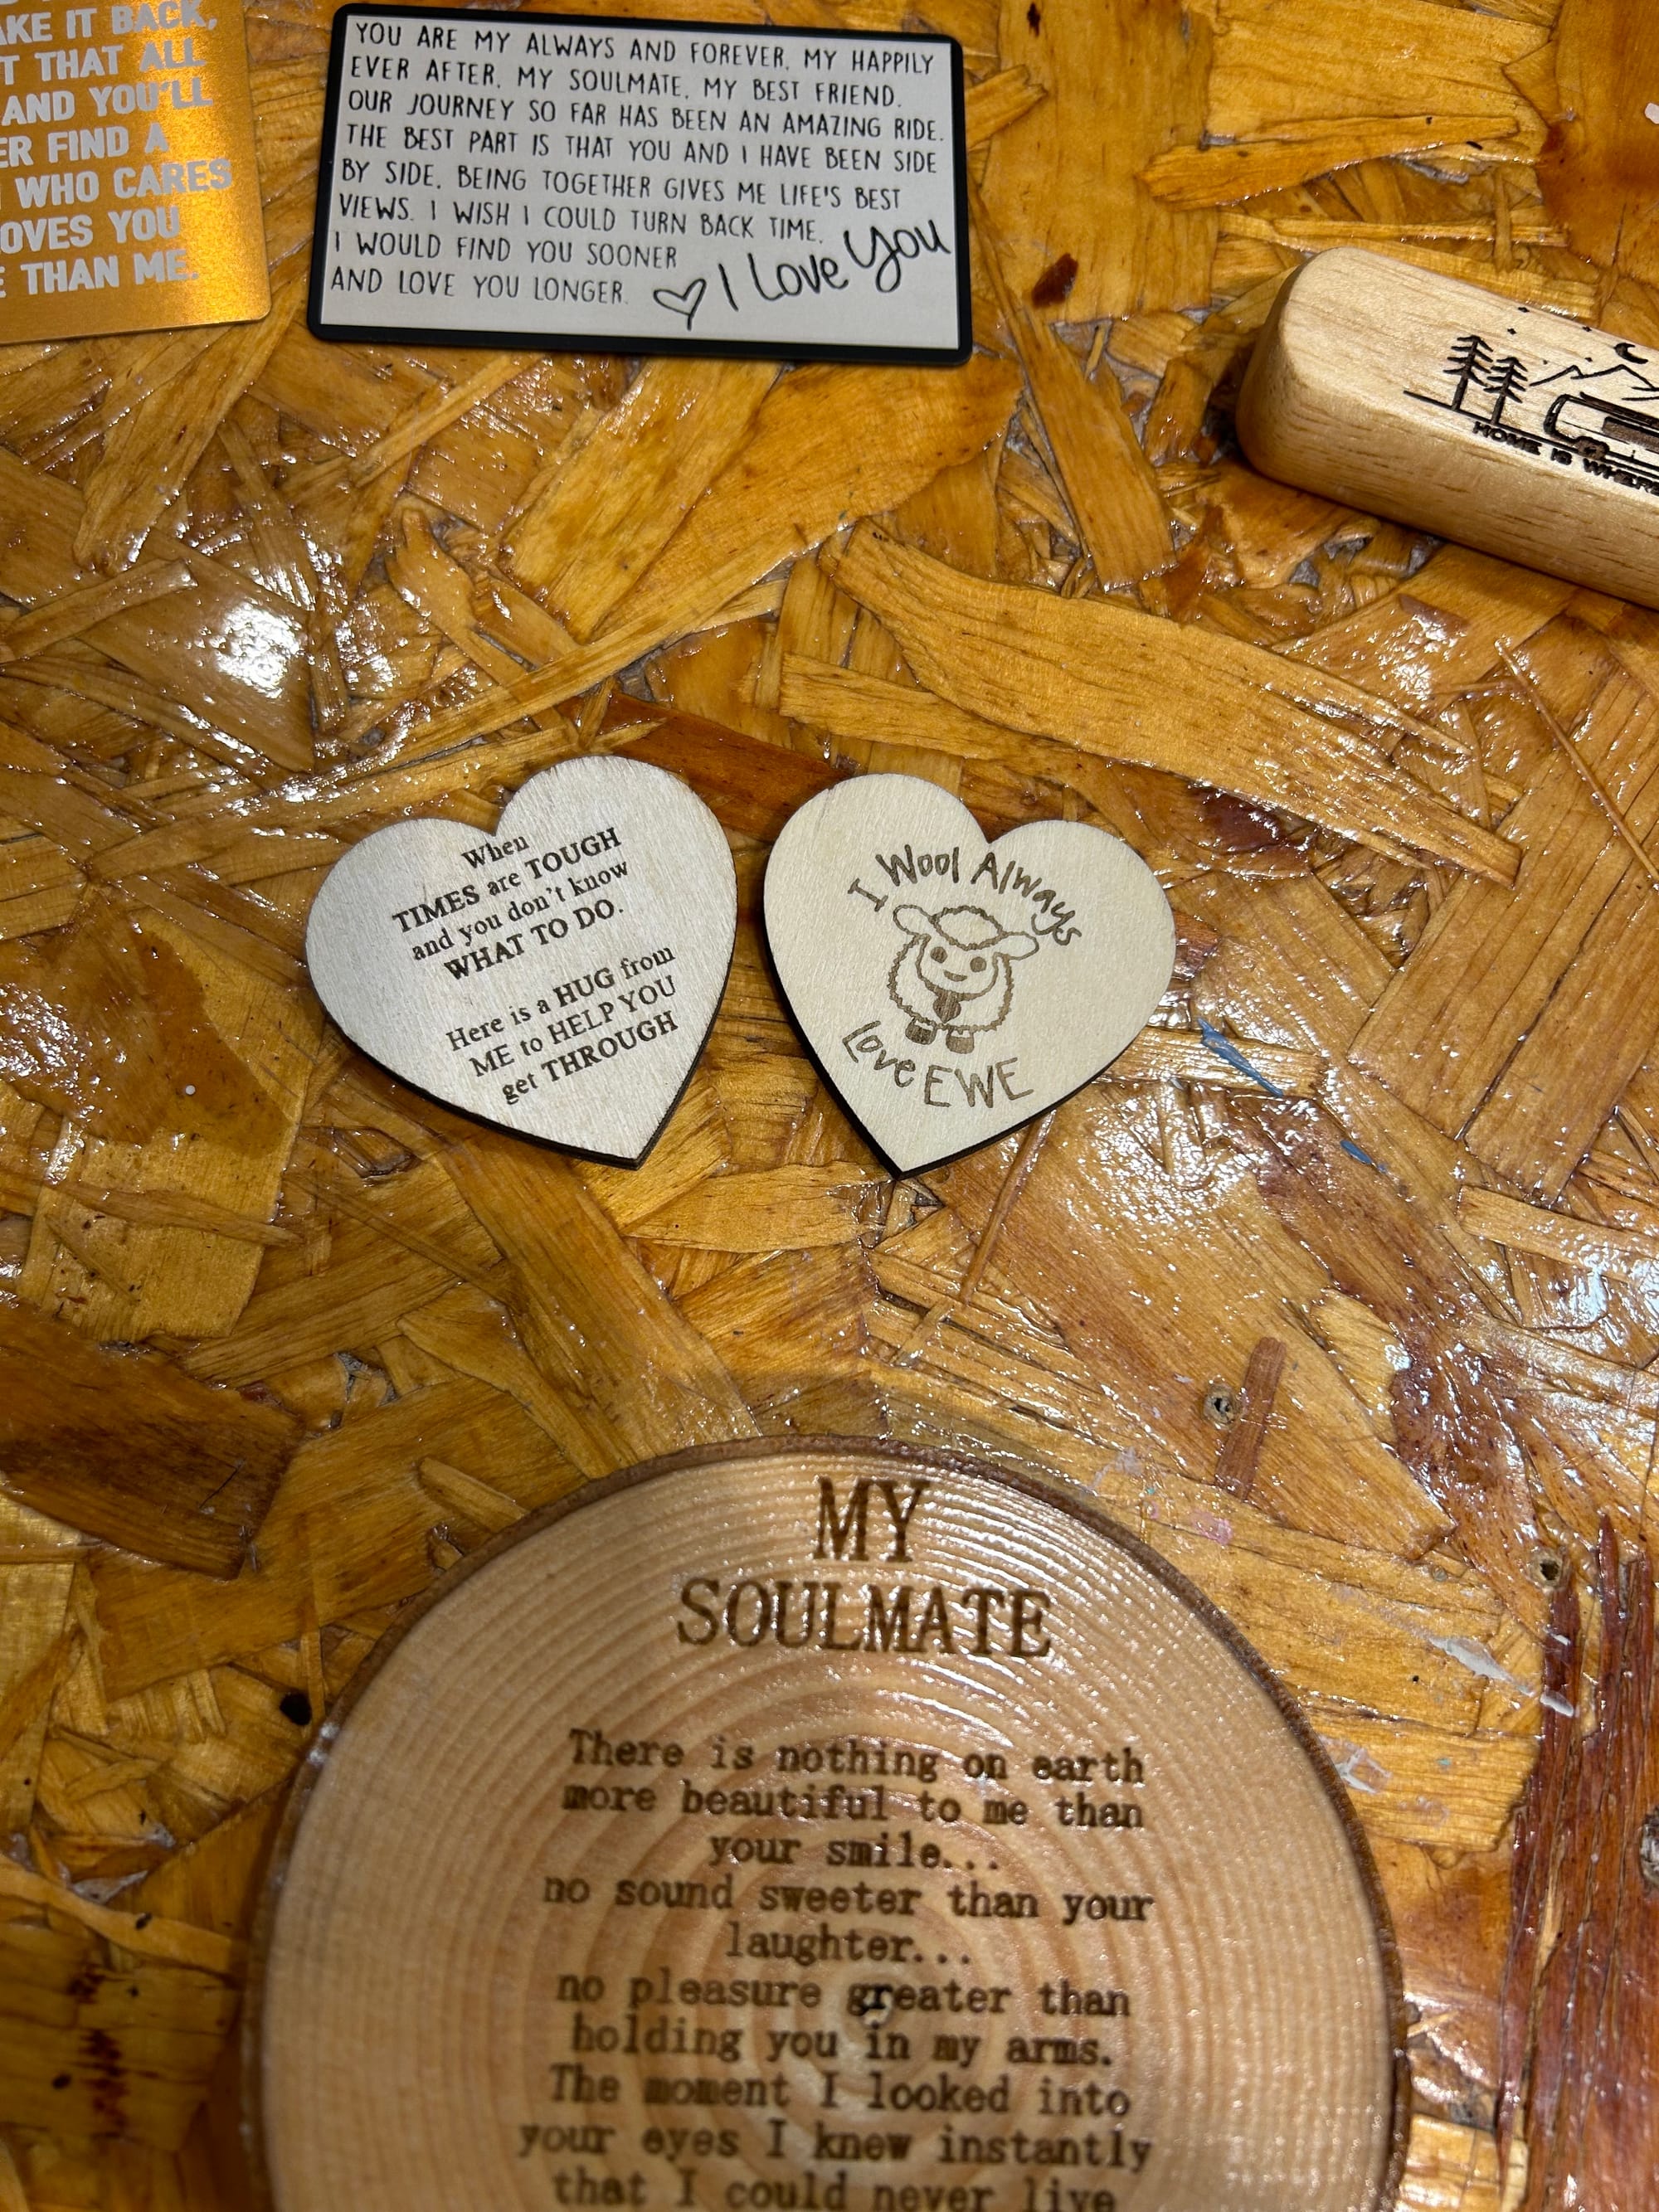 AKE IT BACK,
T THAT ALL
AND YOU'LL
ER FIND A
WHO CARES
OVES YOU
E THAN ME.
YOU ARE MY ALWAYS AND FOREVER, MY HAPPILY
EVER AFTER, MY SOULMATE, MY BEST FRIEND.
OUR JOURNEY SO FAR HAS BEEN AN AMAZING RIDE.
THE BEST PART IS THAT YOU AND I HAVE BEEN SIDE
BY SIDE. BEING TOGETHER GIVES ME LIFE'S BEST
VIEWS. I WISH I COULD TURN BACK TIME,
I WOULD FIND YOU SOONER
AND LOVE YOU LONGER.
I Love You
HOME IS WHERE
When
TIMES are TOUGH
and you don't know
WHAT TO DO.
Here is a HUG from
ME to HELP YOU
get THROUGH
I Wool Always
Love EWE
MY
SOULMATE
There is nothing on earth
more beautiful to me than
your smile...
no sound sweeter than your
laughter...
no pleasure greater than
holding you in my arms.
The moment I looked into
your eyes I knew instantly
that I could never live